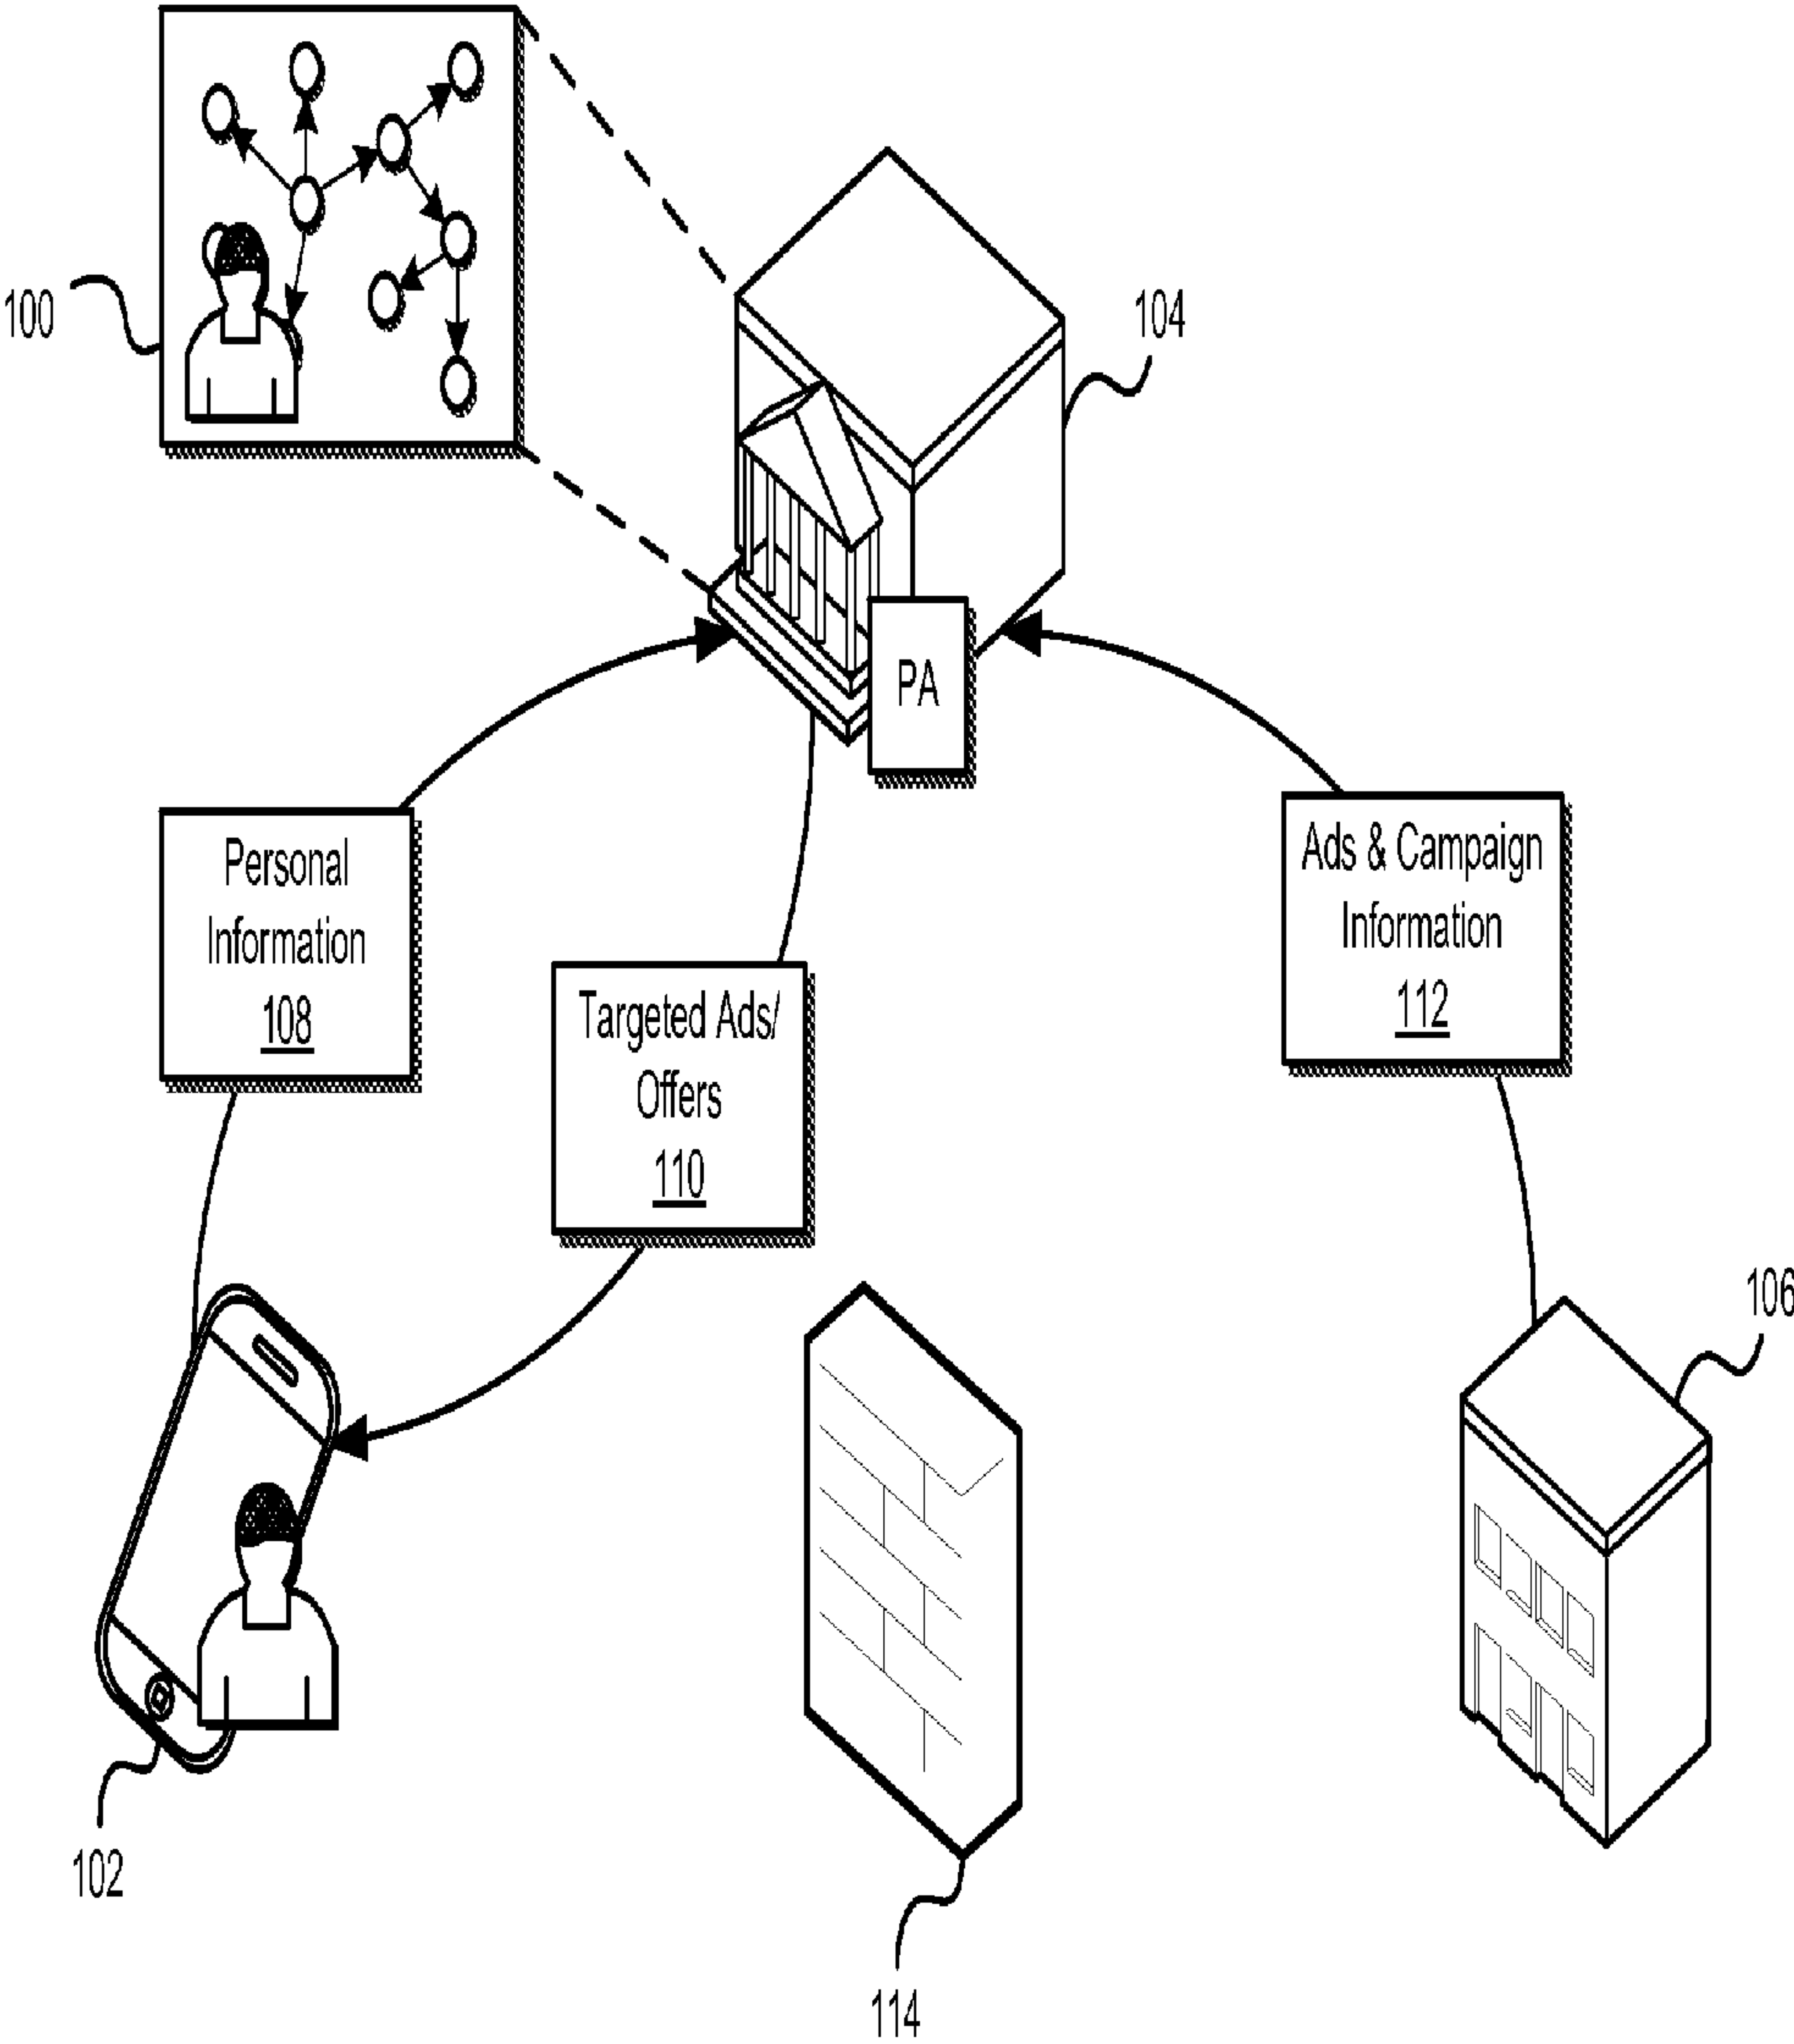 100
104
PA
Personal
Information
108
Targeted Ads/
Offers
110
Ads & Campaign
Information
112
106
102
114